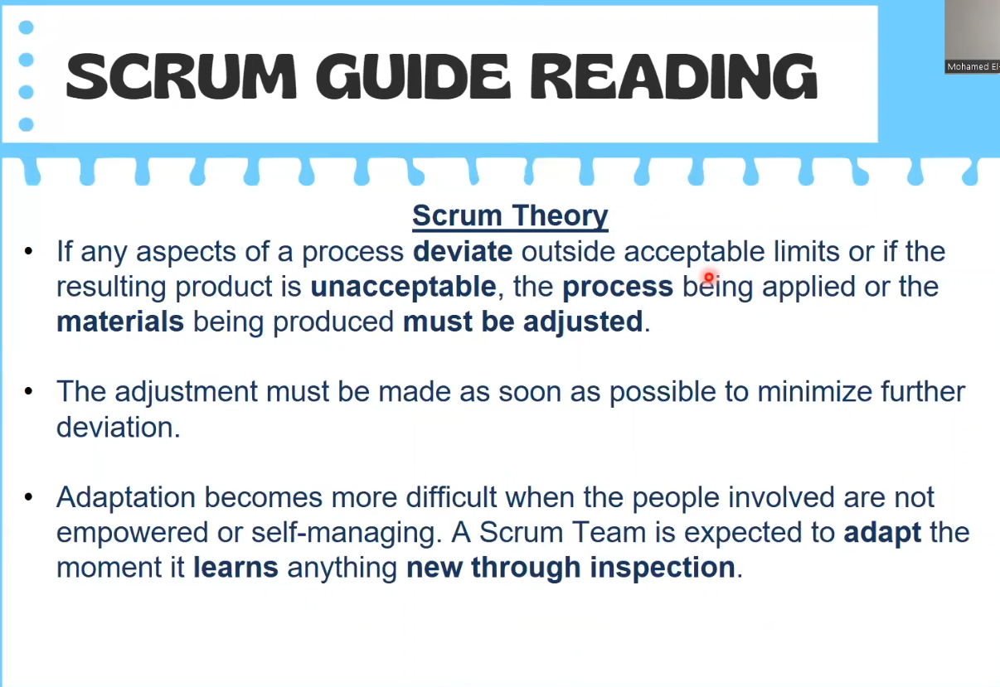 SCRUM GUIDE READING
Mohamed El-
Scrum Theory
• If any aspects of a process deviate outside acceptable limits or if the
resulting product is unacceptable, the process being applied or the
materials being produced must be adjusted.
• The adjustment must be made as soon as possible to minimize further
deviation.
• Adaptation becomes more difficult when the people involved are not
empowered or self-managing. A Scrum Team is expected to adapt the
moment it learns anything new through inspection.